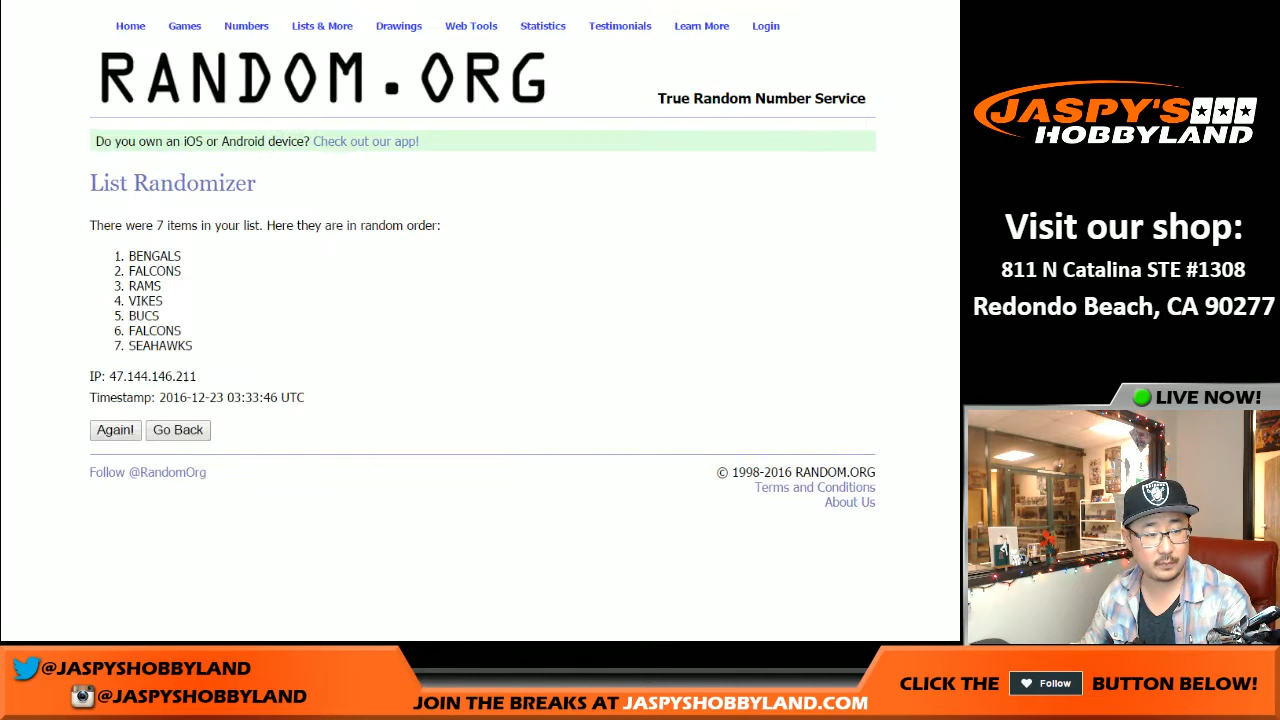 Home Games Numbers Lists & More Drawings Web Tools Statistics Testimonials Learn More Login
RANDOM.ORG
True Random Number Service
Do you own an iOS or Android device? Check out our app!
List Randomizer
There were 7 items in your list. Here they are in random order:
1. BENGALS
2. FALCONS
3. RAMS
4. VIKES
5. BUCS
6. FALCONS
7. SEAHAWKS
IP: 47.144.146.211
Timestamp: 2016-12-23 03:33:46 UTC
Again! Go Back
Follow @RandomOrg
© 1998-2016 RANDOM.ORG
Terms and Conditions
About Us
JASPY'S
HOBBYLAND
Visit our shop:
811 N Catalina STE #1308
Redondo Beach, CA 90277
LIVE NOW!
@JASPYSHOBBYLAND
@JASPYSHOBBYLAND
JOIN THE BREAKS AT JASPYSHOBBYLAND.COM
CLICK THE Follow BUTTON BELOW!